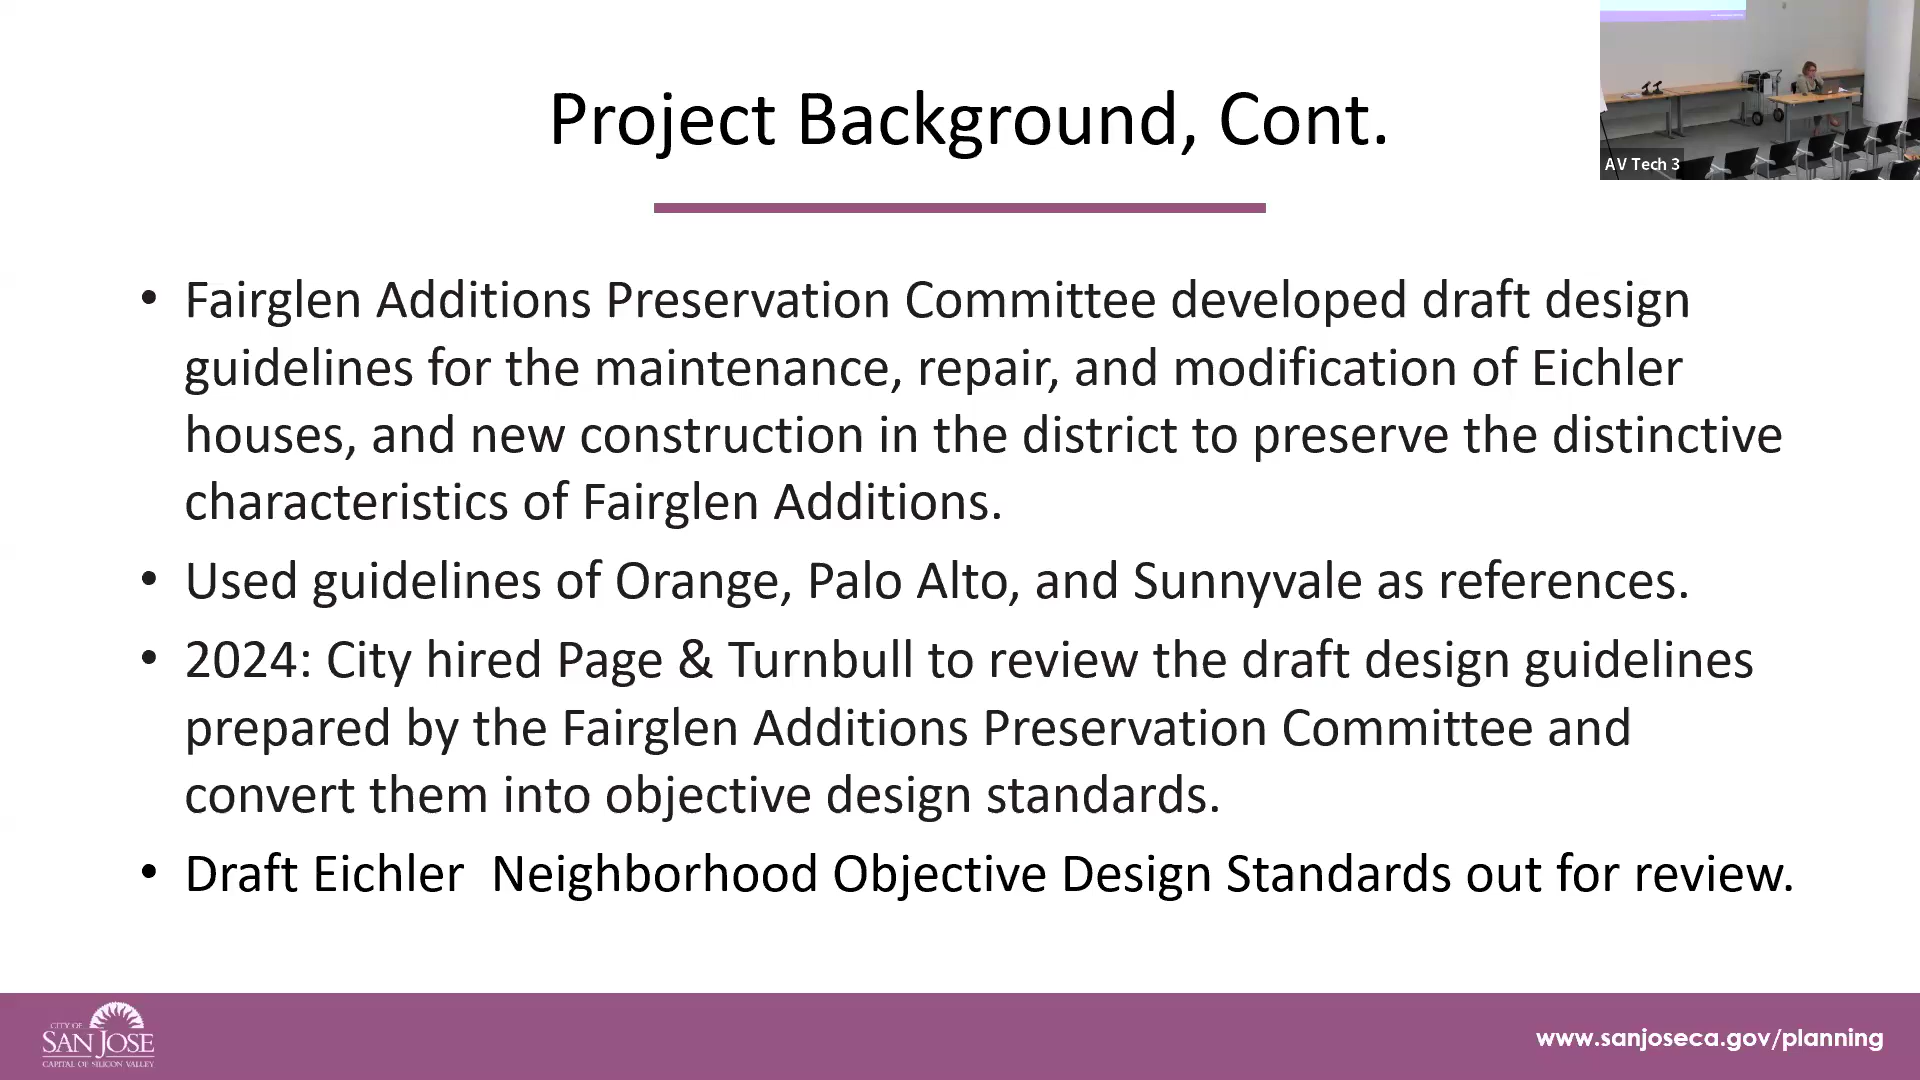 Project Background, Cont.
AV Tech 3
• Fairglen Additions Preservation Committee developed draft design
guidelines for the maintenance, repair, and modification of Eichler
houses, and new construction in the district to preserve the distinctive
characteristics of Fairglen Additions.
• Used guidelines of Orange, Palo Alto, and Sunnyvale as references.
• 2024: City hired Page & Turnbull to review the draft design guidelines
prepared by the Fairglen Additions Preservation Committee and
convert them into objective design standards.
• Draft Eichler  Neighborhood Objective Design Standards out for review.
CITY OF
SAN JOSE
CAPITAL OF SILICON VALLEY
www.sanjoseca.gov/planning